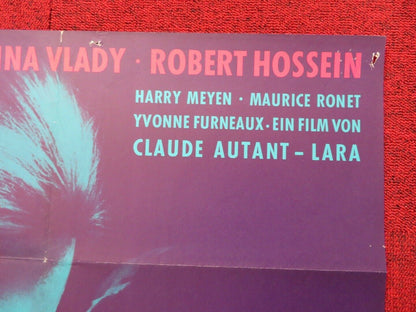 NA VLADY · ROBERT HOSSEIN
HARRY MEYEN · MAURICE RONET
YVONNE FURNEAUX · EIN FILM VON
CLAUDE AUTANT – LARA